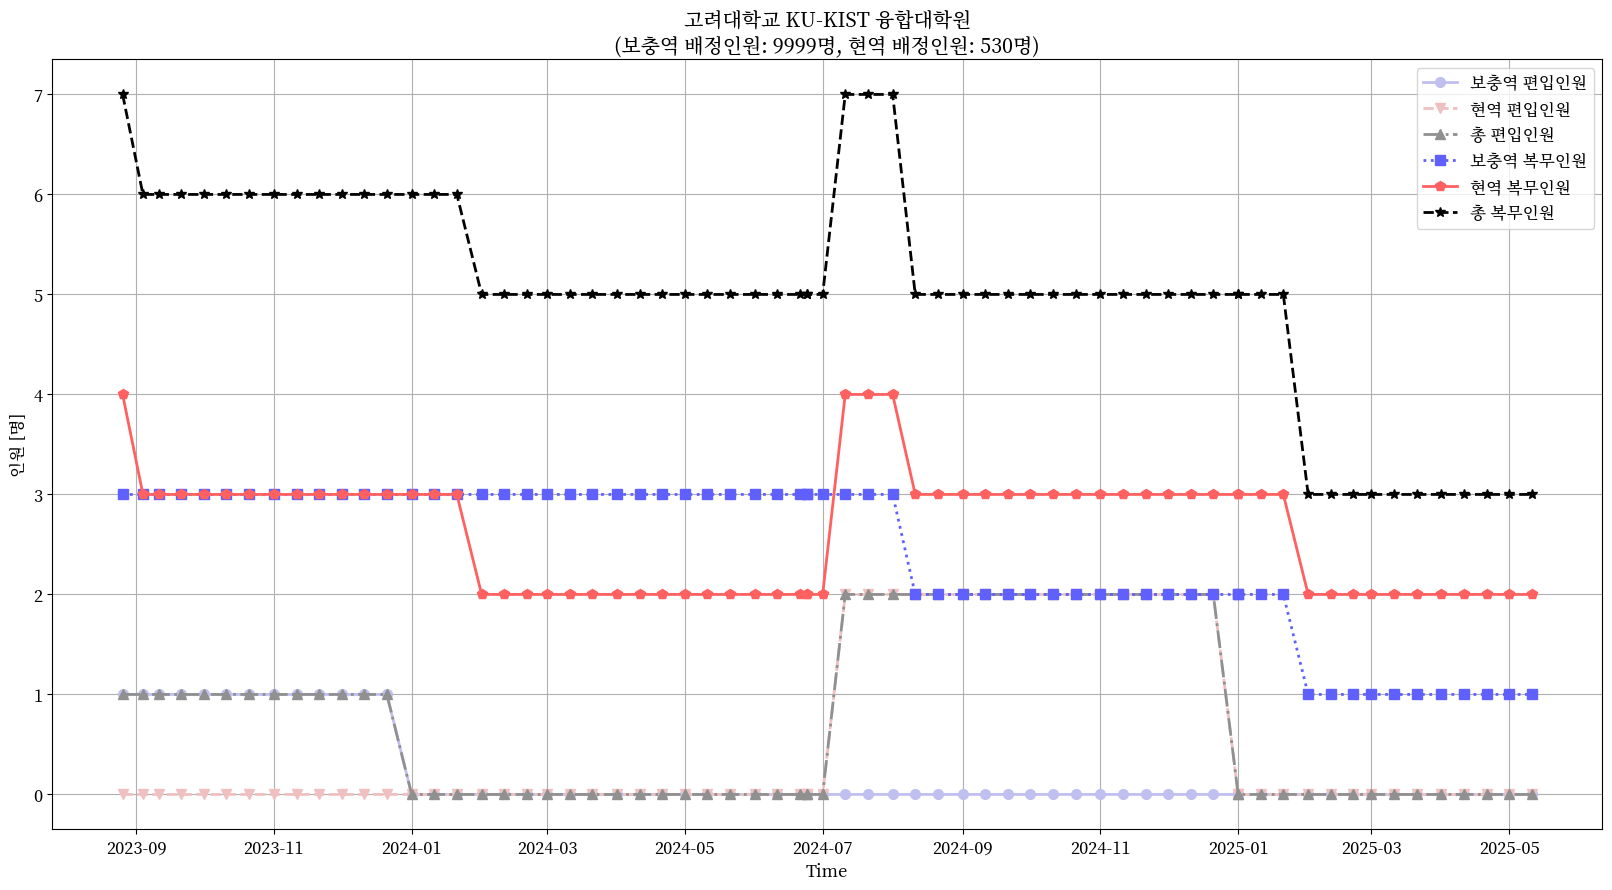 고려대학교 KU-KIST 융합대학원
(보충역 배정인원: 9999명, 현역 배정인원: 530명)
보충역 편입인원
현역 편입인원
총 편입인원
보충역 복무인원
현역 복무인원
총 복무인원
인원 [명]
7
6
5
4
3
2
1
0
2023-09
2023-11
2024-01
2024-03
2024-05
2024-07
2024-09
2024-11
2025-01
2025-03
2025-05
Time